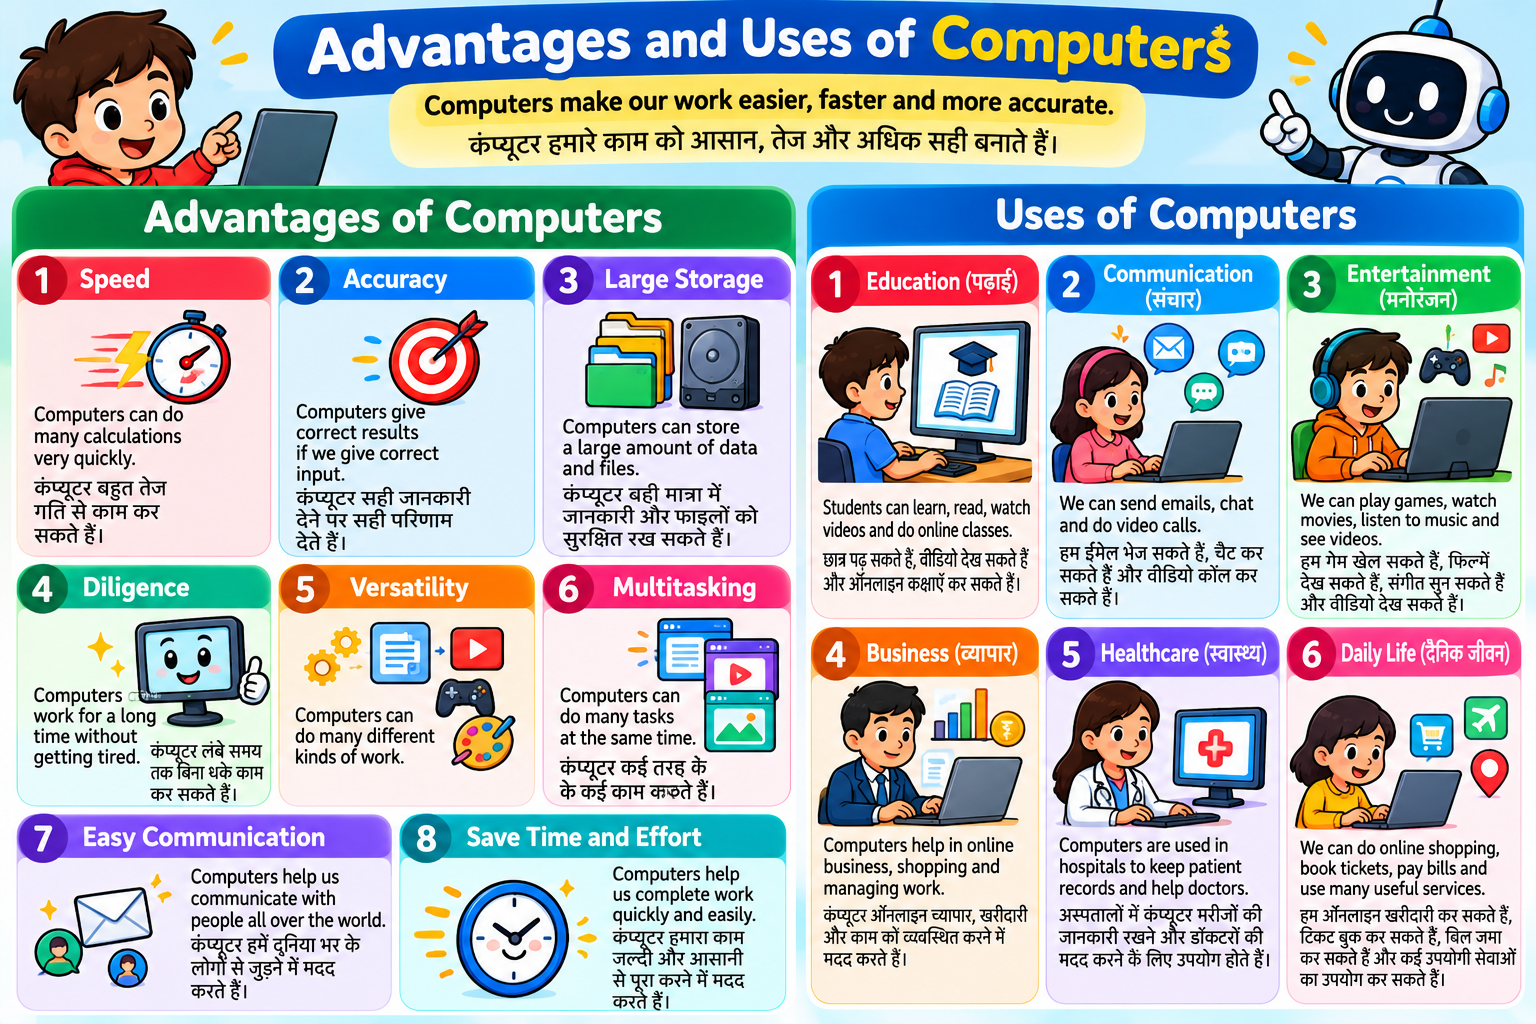 Advantages and Uses of Computers
Computers make our work easier, faster and more accurate.
कंप्यूटर हमारे काम को आसान, तेज और अधिक सही बनाते हैं।
Advantages of Computers
1 Speed
Computers can do
many calculations
very quickly.
कंप्यूटर बहुत तेज
गति से काम कर
सकते हैं।
2 Accuracy
Computers give
correct results
if we give correct
input.
कंप्यूटर सही जानकारी
देने पर सही परिणाम
देते हैं।
3 Large Storage
Computers can store
a large amount of data
and files.
कंप्यूटर बही मात्रा में
जानकारी और फाइलों को
सुरक्षित रख सकते हैं।
4 Diligence
Computers
work for a long
time without
getting tired.
कंप्यूटर लंबे समय
तक बिना थके काम
कर सकते हैं।
5 Versatility
Computers can
do many different
kinds of work.
6 Multitasking
Computers can
do many tasks
at the same time.
कंप्यूटर कई तरह के
के कई काम करते हैं।
7 Easy Communication
Computers help us
communicate with
people all over the world.
कंप्यूटर हमें दुनिया भर के
लोगों से जुड़ने में मदद
करते हैं।
8 Save Time and Effort
Computers help
us complete work
quickly and easily.
कंप्यूटर हमारा काम
जल्दी और आसानी
से पूरा करने में मदद
करते हैं।
Uses of Computers
1 Education (पढ़ाई)
Students can learn, read, watch
videos and do online classes.
छात्र पढ़ सकते हैं, वीडियो देख सकते हैं
और ऑनलाइन कक्षाएॅ कर सकते हैं।
2 Communication
(संचार)
We can send emails, chat
and do video calls.
हम ईमेल भेज सकते हैं, चैट कर
सकते हैं और वीडियो कॉल कर
सकते हैं।
3 Entertainment
(मनोरंजन)
We can play games, watch
movies, listen to music and
see videos.
हम गेम खेल सकते हैं, फिल्में
देख सकते हैं, संगीत सुन सकते हैं
और वीडियो देख सकते हैं।
4 Business (व्यापार)
Computers help in online
business, shopping and
managing work.
कंप्यूटर ऑनलाइन व्यापार, खरीदारी
और काम को व्यवस्थित करने में
मदद करते हैं।
5 Healthcare (स्वास्थ्य)
Computers are used in
hospitals to keep patient
records and help doctors.
अस्पतालों में कंप्यूटर मरीजों की
जानकारी रखने और डॉक्टरों की
मदद करने के लिए उपयोग होते हैं।
6 Daily Life (दैनिक जीवन)
We can do online shopping,
book tickets, pay bills and
use many useful services.
हम ऑनलाइन खरीदारी कर सकते हैं,
टिकट बुक कर सकते हैं, बिल जमा
कर सकते हैं और कई उपयोगी सेवाओं
का उपयोग कर सकते हैं।